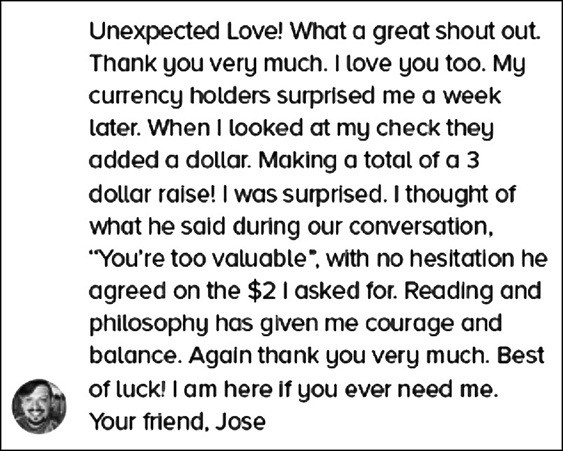 Unexpected Love! What a great shout out.
Thank you very much. I love you too. My
currency holders surprised me a week
later. When I looked at my check they
added a dollar. Making a total of a 3
dollar raise! I was surprised. I thought of
what he said during our conversation,
“You're too valuable”, with no hesitation he
agreed on the $2 I asked for. Reading and
philosophy has given me courage and
balance. Again thank you very much. Best
of luck! I am here if you ever need me.
Your friend, Jose